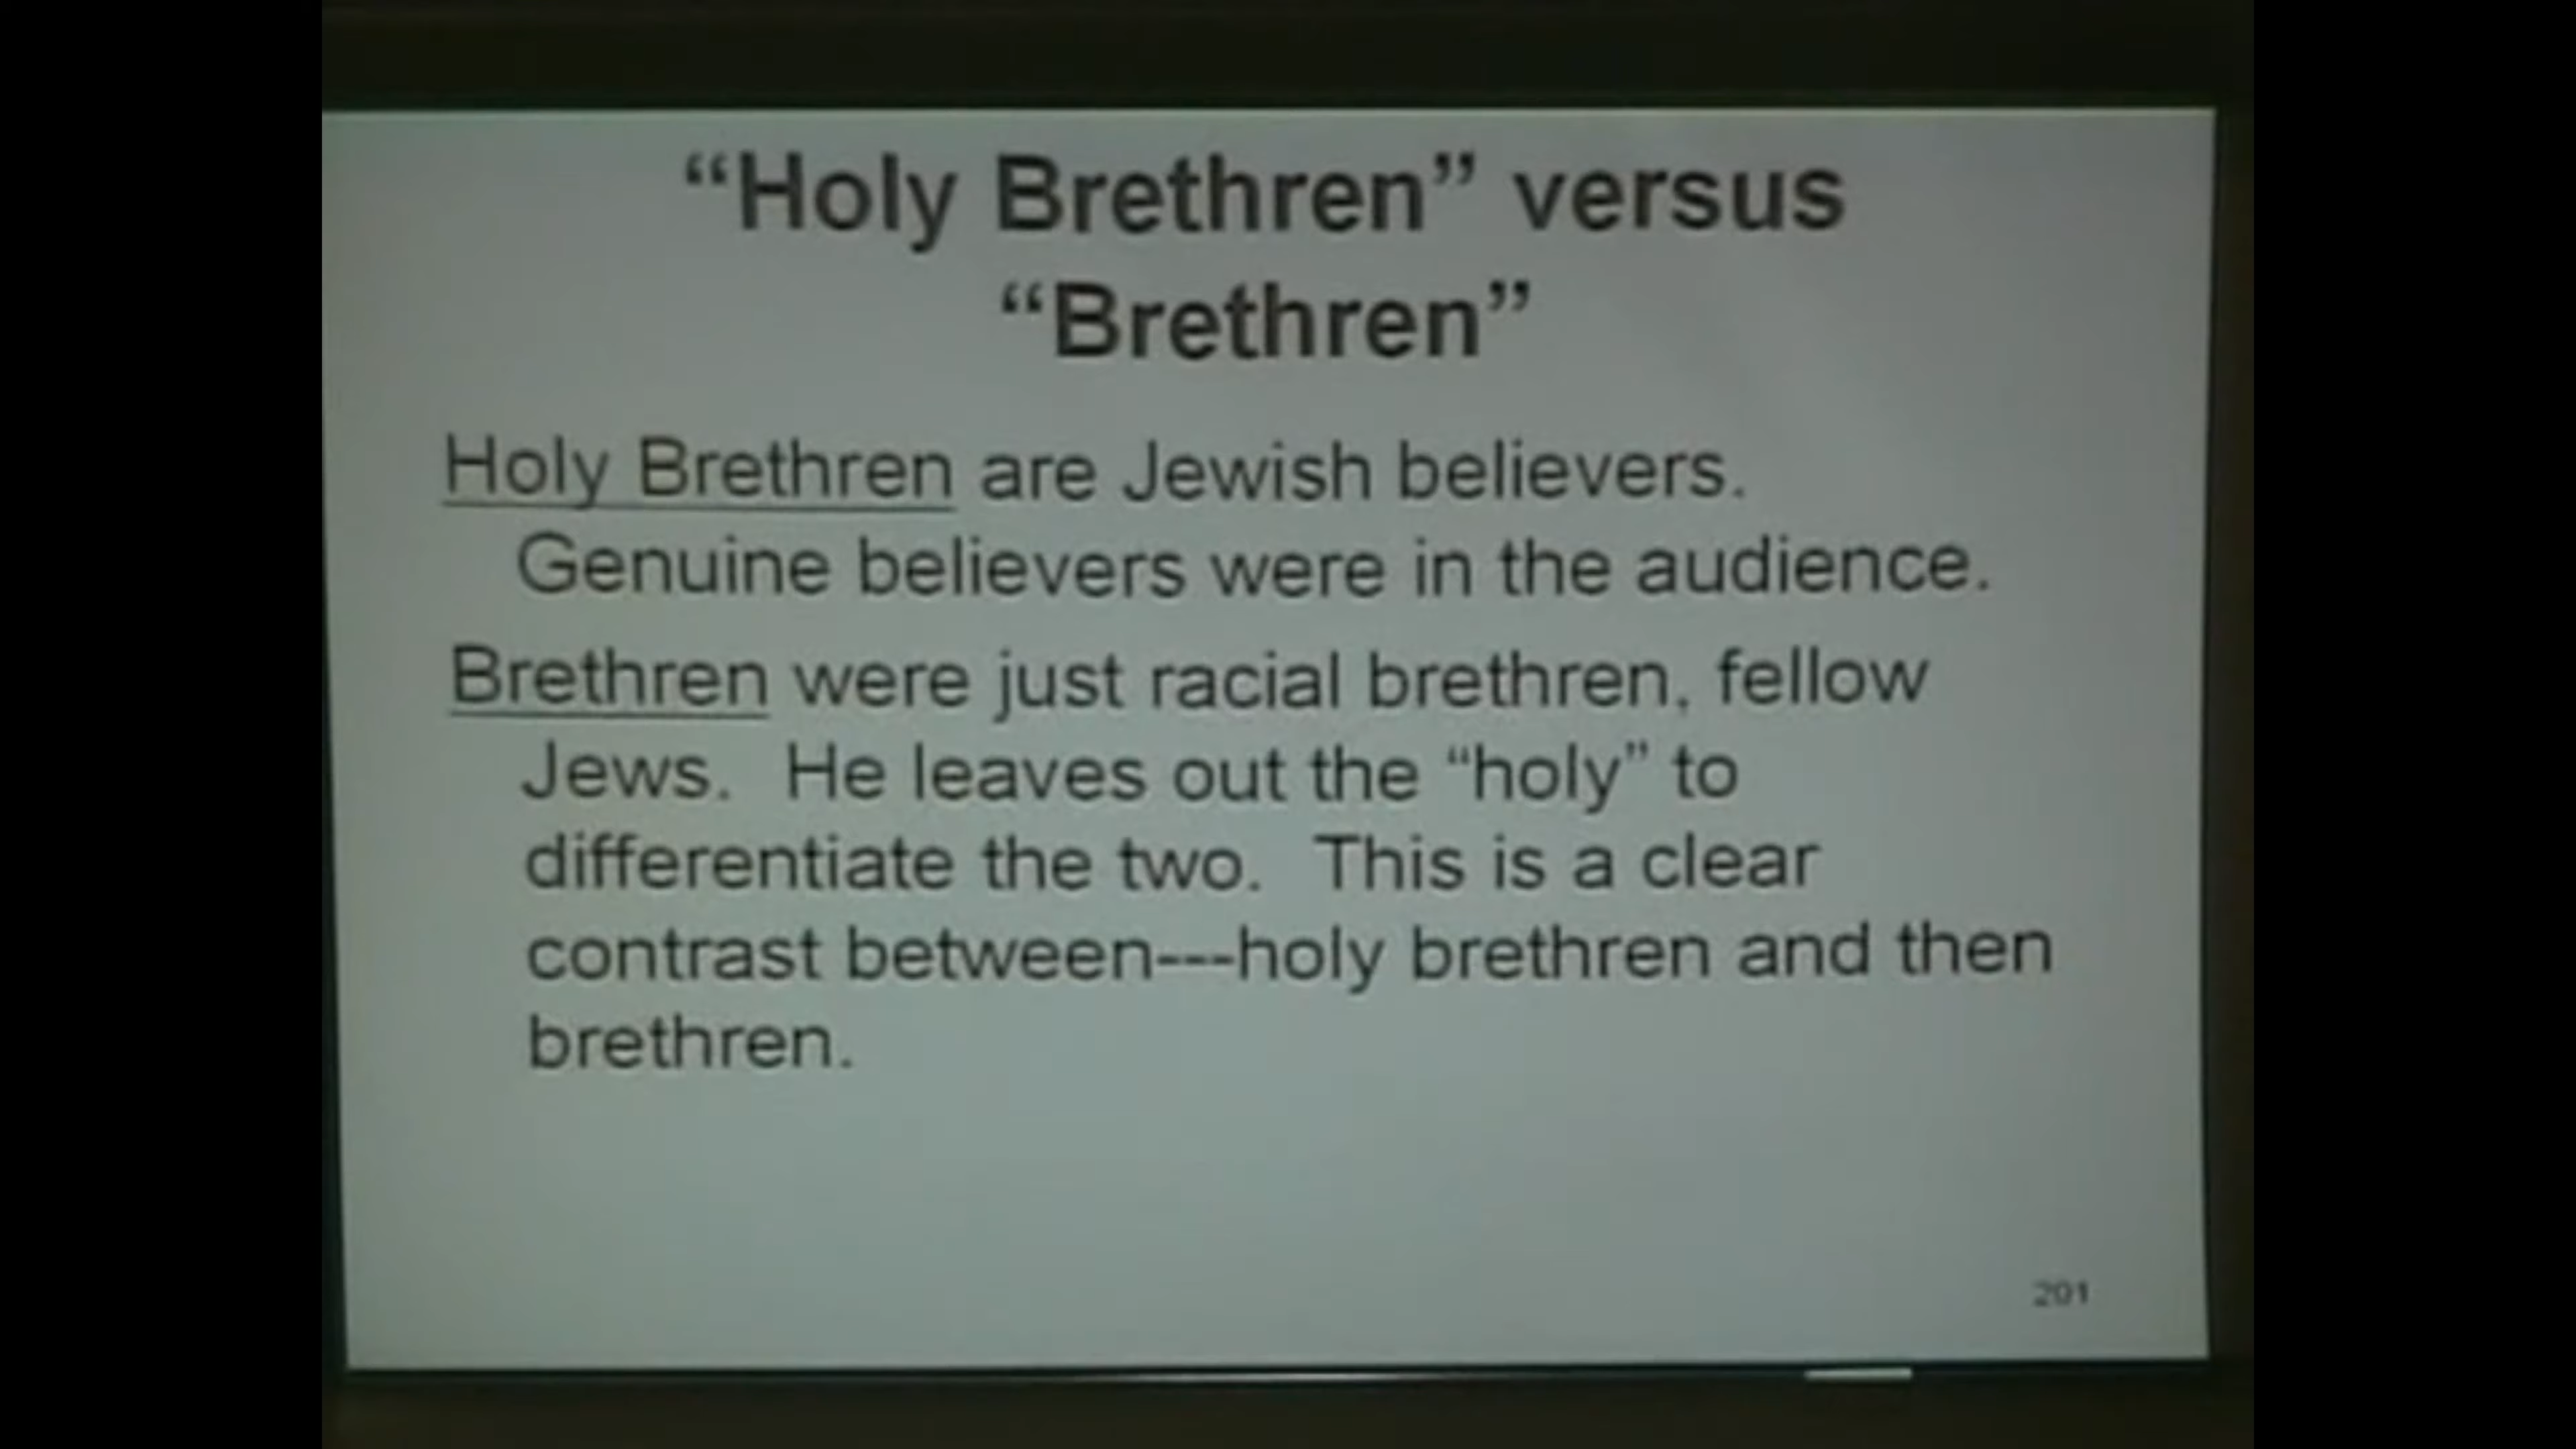 “Holy Brethren” versus
“Brethren”
Holy Brethren are Jewish believers.
Genuine believers were in the audience.
Brethren were just racial brethren, fellow
Jews. He leaves out the “holy” to
differentiate the two. This is a clear
contrast between---holy brethren and then
brethren.
201